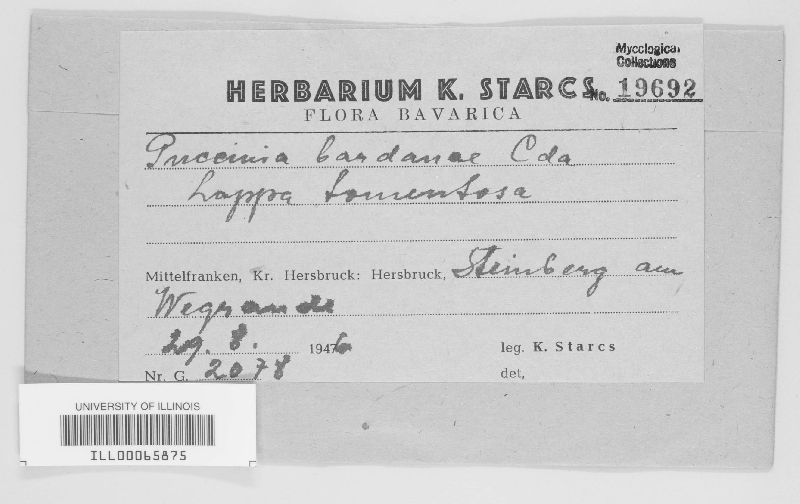 Mycological
Collections
HERBARIUM K. STARCS No. 19692
FLORA BAVARICA
Puccinia bardanae Cda
Lappa tomentosa
Mittelfranken, Kr. Hersbruck: Hersbruck, Steinberg am
Wegrande
29. 8. 1946 leg. K. Starcs
Nr. G. 2078 det,
UNIVERSITY OF ILLINOIS
ILL00065875